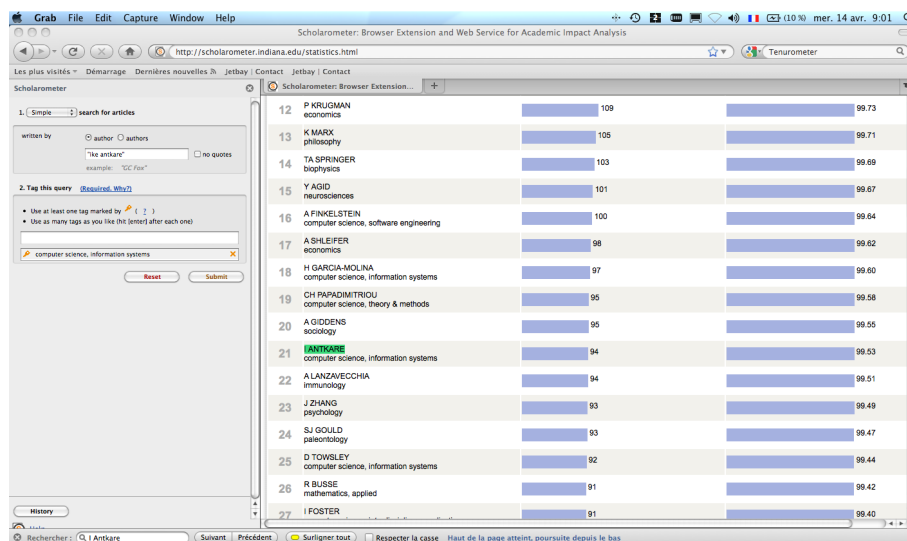 Grab File Edit Capture Window Help (10 %) mer. 14 avr. 9:01
Scholarometer: Browser Extension and Web Service for Academic Impact Analysis
http://scholarometer.indiana.edu/statistics.html Tenurometer
Les plus visités Démarrage Dernières nouvelles Jetbay | Contact Jetbay | Contact
Scholarometer
Scholarometer: Browser Extension... +
1. Simple search for articles
written by author authors
"ike antkare" no quotes
example: "GC Fox"
2. Tag this query (Required. Why?)
• Use at least one tag marked by ( ? )
• Use as many tags as you like (hit [enter] after each one)
computer science, information systems
Reset Submit
History
12 P KRUGMAN 109 99.73
economics
13 K MARX 105 99.71
philosophy
14 TA SPRINGER 103 99.69
biophysics
15 Y AGID 101 99.67
neurosciences
16 A FINKELSTEIN 100 99.64
computer science, software engineering
17 A SHLEIFER 98 99.62
economics
18 H GARCIA-MOLINA 97 99.60
computer science, information systems
19 CH PAPADIMITRIOU 95 99.58
computer science, theory & methods
20 A GIDDENS 95 99.55
sociology
21 I ANTKARE 94 99.53
computer science, information systems
22 A LANZAVECCHIA 94 99.51
immunology
23 J ZHANG 93 99.49
psychology
24 SJ GOULD 93 99.47
paleontology
25 D TOWSLEY 92 99.44
computer science, information systems
26 R BUSSE 91 99.42
mathematics, applied
27 I FOSTER 91 99.40
Rechercher : I Antkare Suivant Précédent Surligner tout Respecter la casse Haut de la page atteint, poursuite depuis le bas